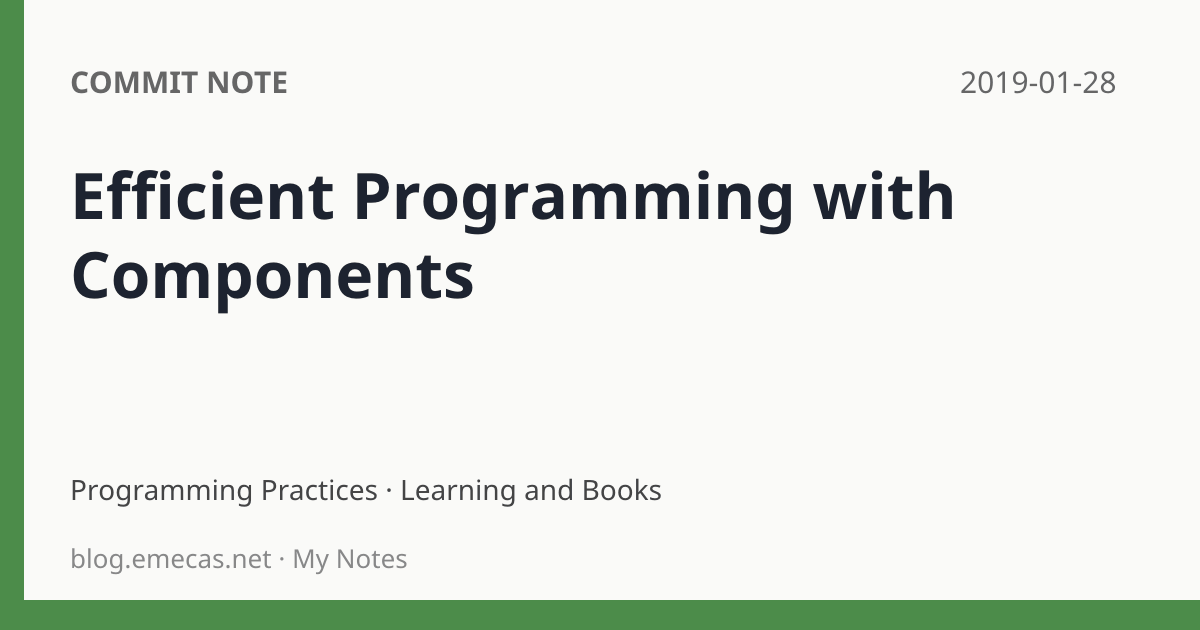 COMMIT NOTE
2019-01-28
Efficient Programming with
Components
Programming Practices · Learning and Books
blog.emecas.net · My Notes